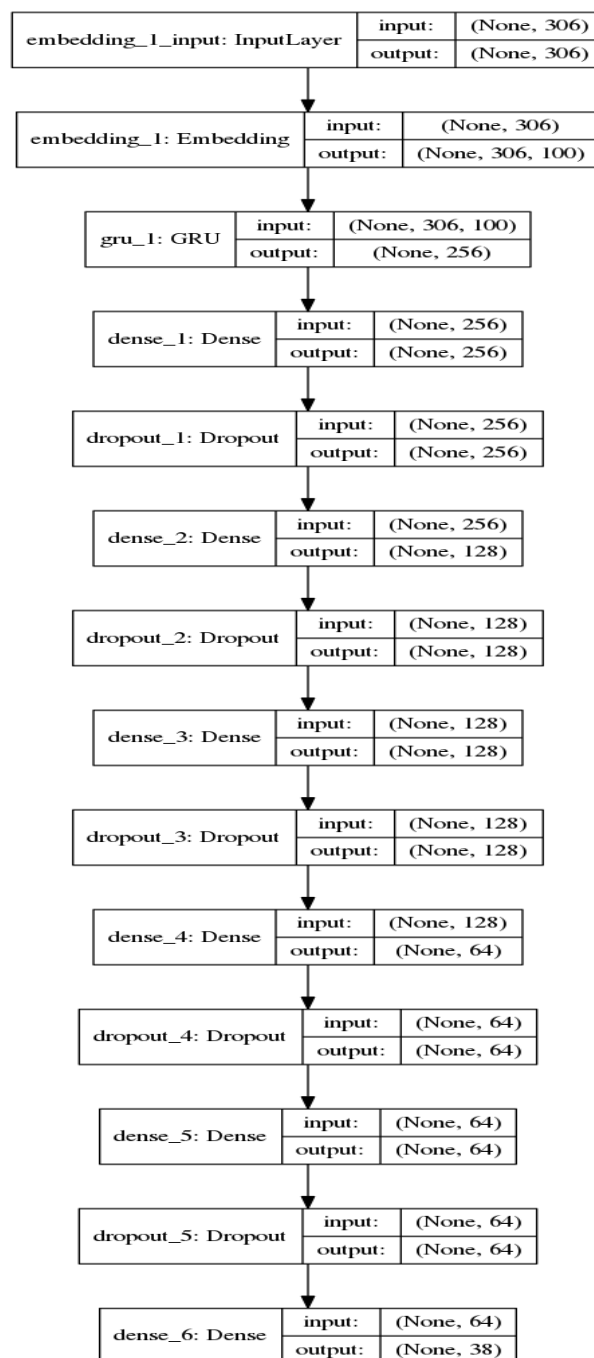 embedding_1_input: InputLayer
input: (None, 306)
output: (None, 306)
embedding_1: Embedding
input: (None, 306)
output: (None, 306, 100)
gru_1: GRU
input: (None, 306, 100)
output: (None, 256)
dense_1: Dense
input: (None, 256)
output: (None, 256)
dropout_1: Dropout
input: (None, 256)
output: (None, 256)
dense_2: Dense
input: (None, 256)
output: (None, 128)
dropout_2: Dropout
input: (None, 128)
output: (None, 128)
dense_3: Dense
input: (None, 128)
output: (None, 128)
dropout_3: Dropout
input: (None, 128)
output: (None, 128)
dense_4: Dense
input: (None, 128)
output: (None, 64)
dropout_4: Dropout
input: (None, 64)
output: (None, 64)
dense_5: Dense
input: (None, 64)
output: (None, 64)
dropout_5: Dropout
input: (None, 64)
output: (None, 64)
dense_6: Dense
input: (None, 64)
output: (None, 38)